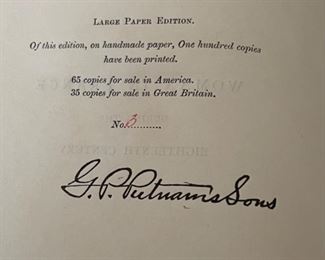 LARGE PAPER EDITION.
Of this edition, on handmade paper, One hundred copies
have been printed.
65 copies for sale in America.
35 copies for sale in Great Britain.
No. 3..........
G. P. Putnam's Sons